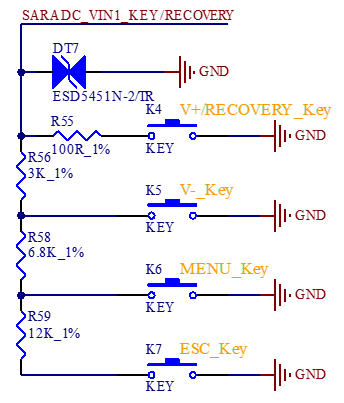 SARADC_VIN1_KEY/RECOVERY
DT7
GND
ESD5451N-2/TR
R55
K4
V+/RECOVERY_Key
100R_1%
KEY
GND
R56
3K_1%
K5
V-_Key
KEY
GND
R58
6.8K_1%
K6
MENU_Key
KEY
GND
R59
12K_1%
K7
ESC_Key
KEY
GND